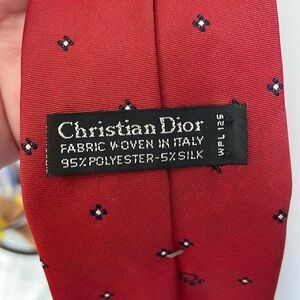 Christian Dior
FABRIC WOVEN IN ITALY
95% POLYESTER-5% SILK
WPL 125